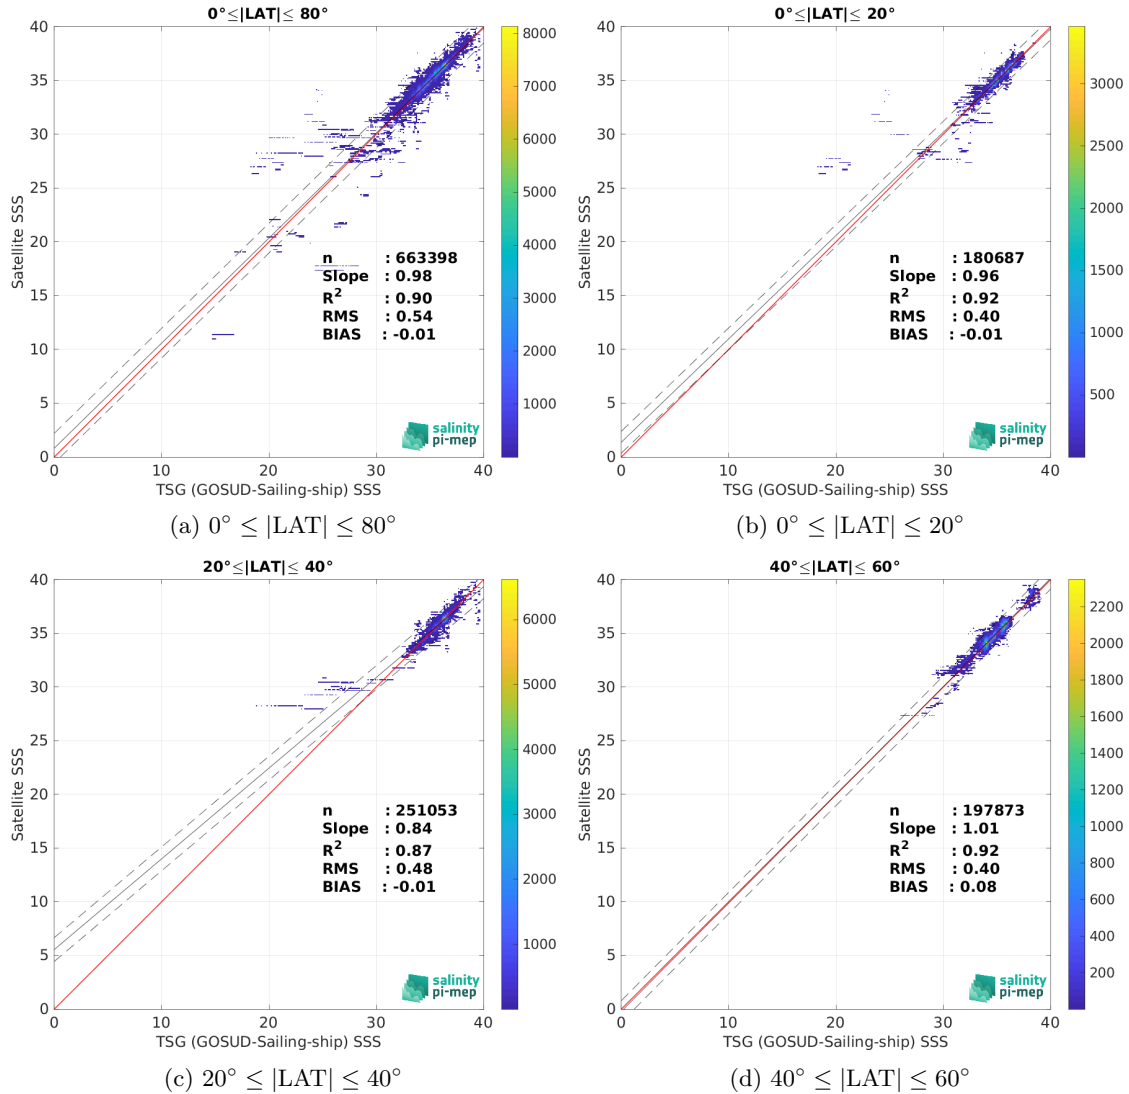 0°≤|LAT|≤ 80°
40
35
30
25
20
15
10
5
0
Satellite SSS
n : 663398
Slope : 0.98
R² : 0.90
RMS : 0.54
BIAS : -0.01
salinity
pi-mep
0 10 20 30 40
TSG (GOSUD-Sailing-ship) SSS
8000
7000
6000
5000
4000
3000
2000
1000
(a) 0° ≤ |LAT| ≤ 80°
0°≤|LAT|≤ 20°
40
35
30
25
20
15
10
5
0
Satellite SSS
n : 180687
Slope : 0.96
R² : 0.92
RMS : 0.40
BIAS : -0.01
salinity
pi-mep
0 10 20 30 40
TSG (GOSUD-Sailing-ship) SSS
3000
2500
2000
1500
1000
500
(b) 0° ≤ |LAT| ≤ 20°
20°≤|LAT|≤ 40°
40
35
30
25
20
15
10
5
0
Satellite SSS
n : 251053
Slope : 0.84
R² : 0.87
RMS : 0.48
BIAS : -0.01
salinity
pi-mep
0 10 20 30 40
TSG (GOSUD-Sailing-ship) SSS
6000
5000
4000
3000
2000
1000
(c) 20° ≤ |LAT| ≤ 40°
40°≤|LAT|≤ 60°
40
35
30
25
20
15
10
5
0
Satellite SSS
n : 197873
Slope : 1.01
R² : 0.92
RMS : 0.40
BIAS : 0.08
salinity
pi-mep
0 10 20 30 40
TSG (GOSUD-Sailing-ship) SSS
2200
2000
1800
1600
1400
1200
1000
800
600
400
200
(d) 40° ≤ |LAT| ≤ 60°